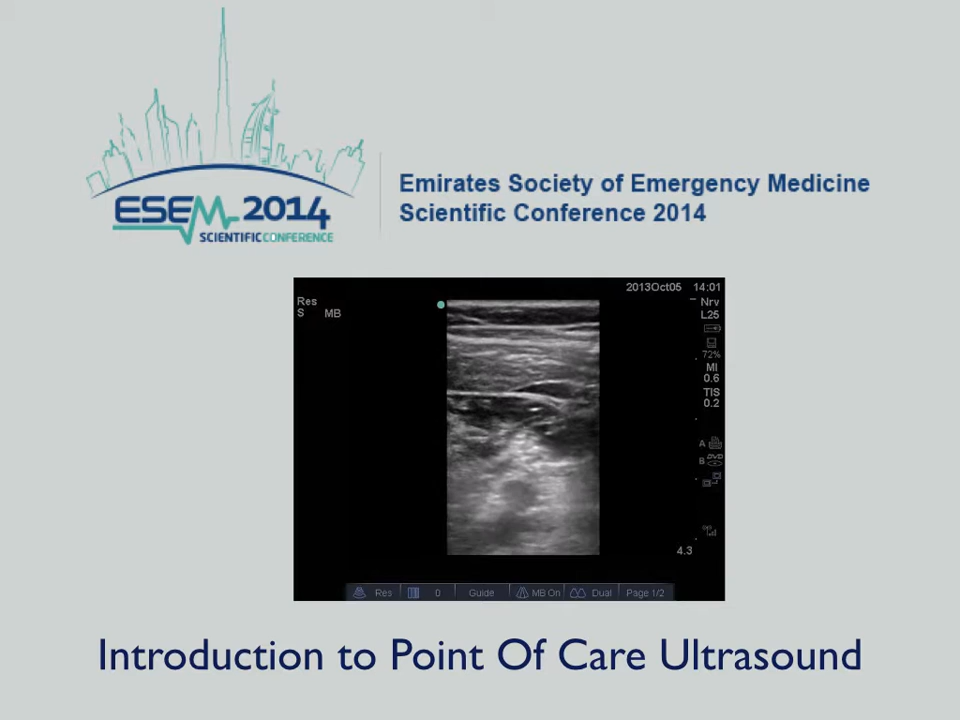 ESEM 2014
SCIENTIFICCONFERENCE
Emirates Society of Emergency Medicine
Scientific Conference 2014
2013Oct05 14:01
Res
S MB
Nrv
L25
72%
MI
0.6
TIS
0.2
A
B DVD
4.3
Res 0 Guide MB On Dual Page 1/2
Introduction to Point Of Care Ultrasound